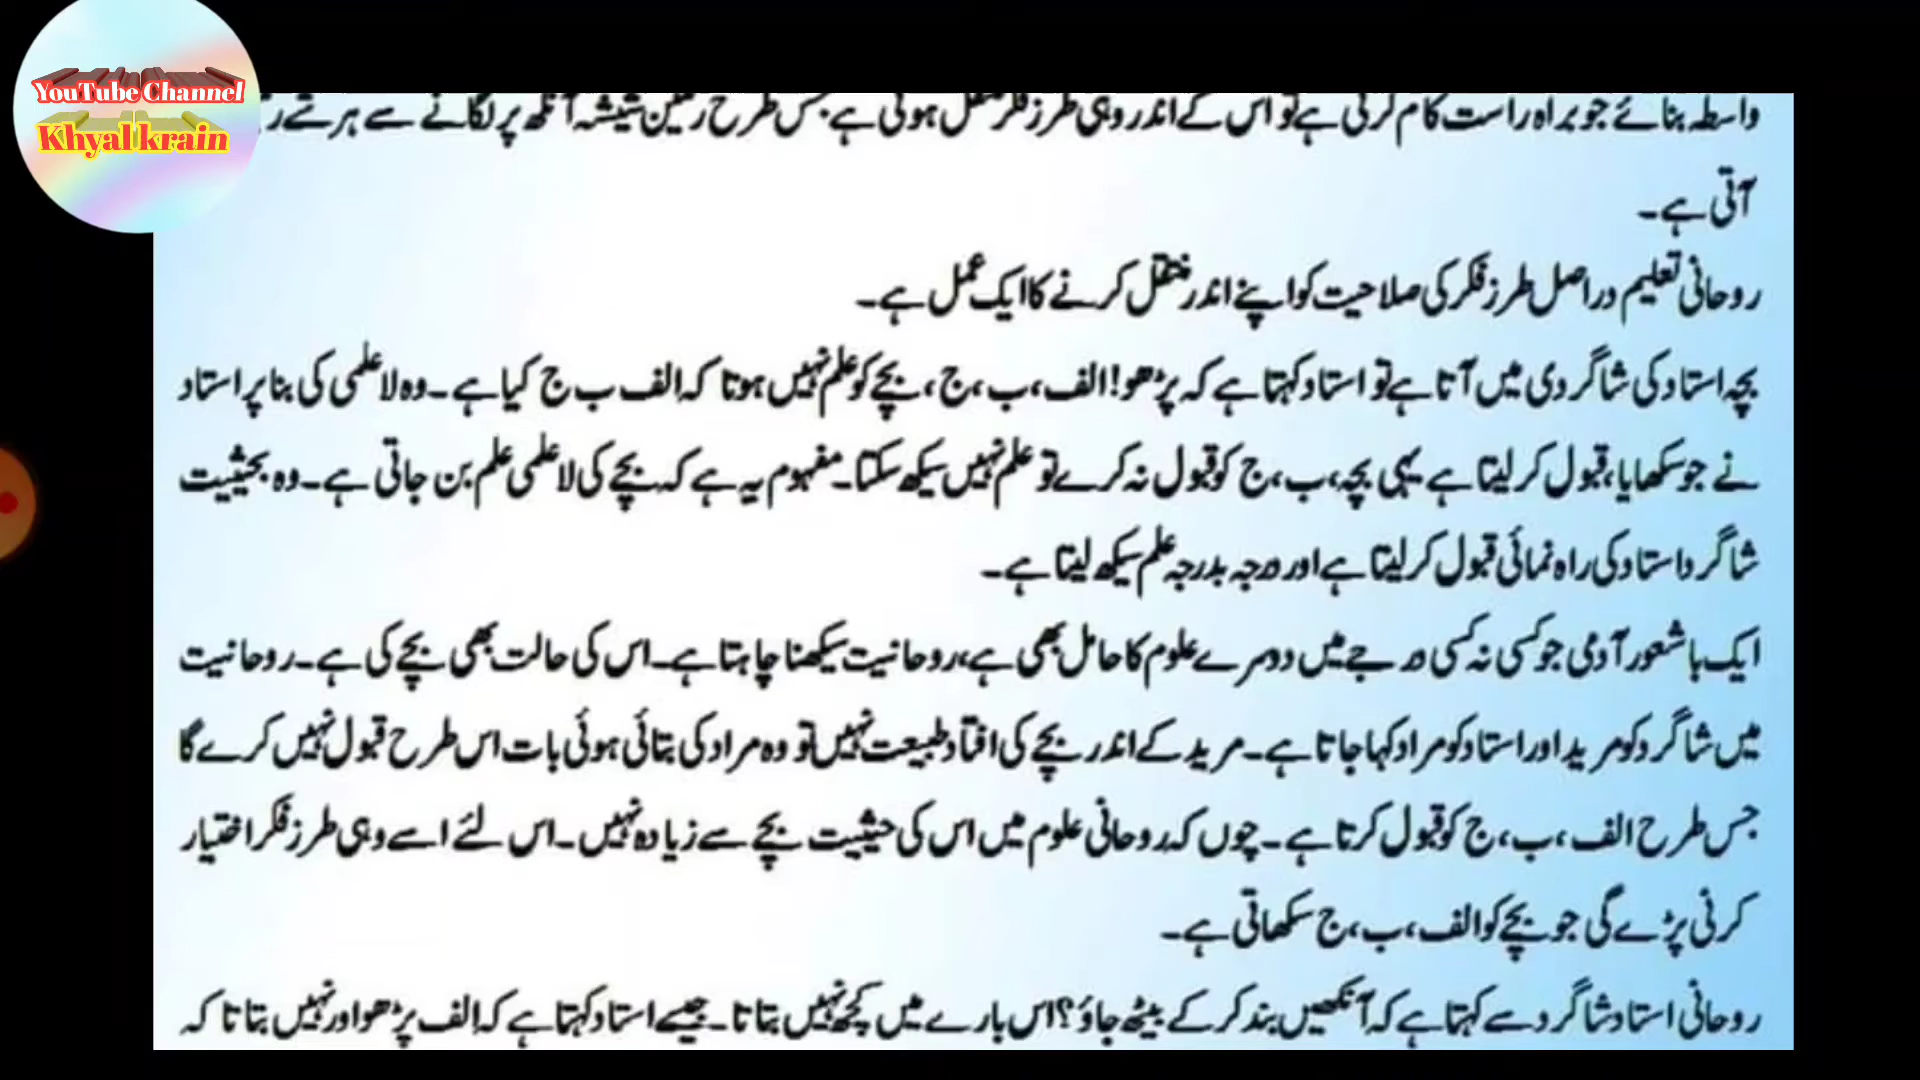 YouTube Channel
Khyal krain
واسطہ بنائے جو براہ راست کام کرتی ہے تو اس کے اندر وہی طرز فکر منتقل ہوتی ہے جس طرح رنگین شیشہ آنکھ پر لگانے سے ہر تے ر
آتی ہے۔
روحانی تعلیم دراصل طرز فکر کی صلاحیت کو اپنے اندر منتقل کرنے کا ایک عمل ہے۔
بچہ استاد کی شاگردی میں آتا ہے تو استاد کہتا ہے کہ پڑھو! الف، ب، ج، بچے کو علم نہیں ہوتا کہ الف ب ج کیا ہے۔ وہ لاعلمی کی بنا پر استاد
نے جو سکھایا، قبول کر لیتا ہے یہی بچہ، ب، ج کو قبول نہ کرے تو علم نہیں سیکھ سکتا۔ مفہوم یہ ہے کہ بچے کی لاعلمی علم بن جاتی ہے۔ وہ بحیثیت
شاگرد استاد کی راہ نمائی قبول کر لیتا ہے اور درجہ بدرجہ علم سیکھ لیتا ہے۔
ایک با شعور آدمی جو کسی نہ کسی درجے میں دوسرے علوم کا حامل بھی ہے، روحانیت سیکھنا چاہتا ہے۔ اس کی حالت بھی بچے کی ہے۔ روحانیت
میں شاگرد کو مرید اور استاد کو مراد کہا جاتا ہے۔ مرید کے اندر بچے کی افتاد طبیعت نہیں تو وہ مراد کی بتائی ہوئی بات اس طرح قبول نہیں کرے گا
جس طرح الف، ب، ج کو قبول کرتا ہے۔ چوں کہ روحانی علوم میں اس کی حیثیت بچے سے زیادہ نہیں۔ اس لئے اسے وہی طرز فکر اختیار
کرنی پڑے گی جو بچے کو الف، ب، ج سکھاتی ہے۔
روحانی استاد شاگرد سے کہتا ہے کہ آنکھیں بند کر کے بیٹھ جاؤ؟ اس بارے میں کچھ نہیں بتاتا۔ جیسے استاد کہتا ہے کہ الف پڑھو اور نہیں بتاتا کہ